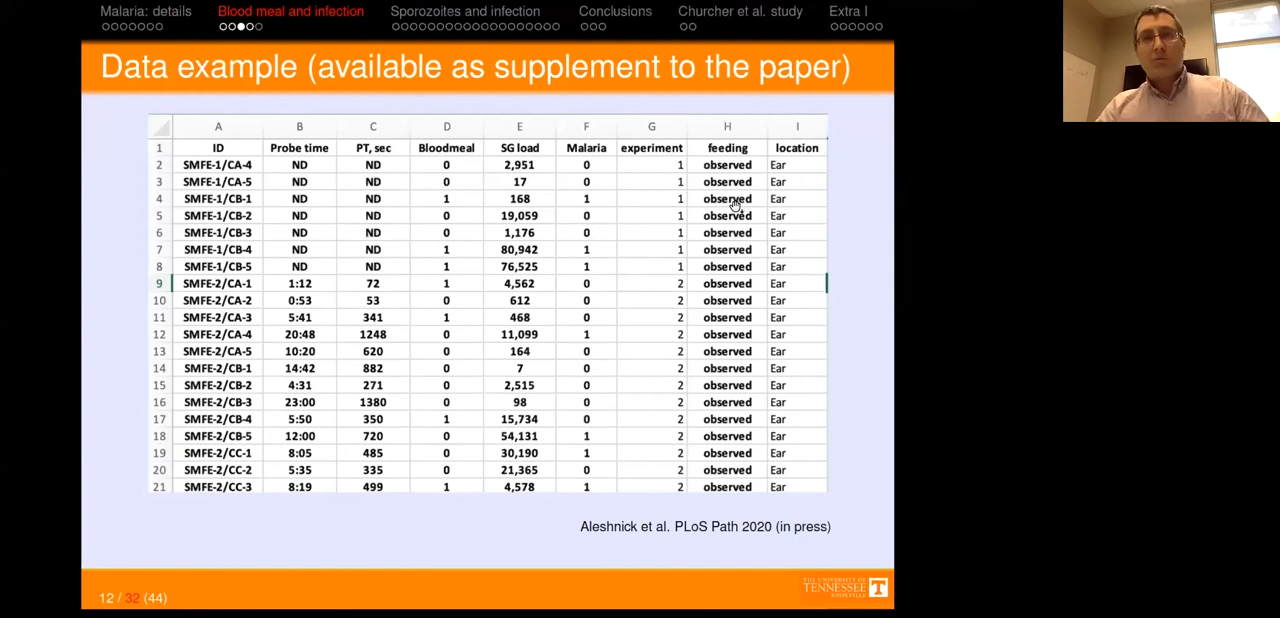 Malaria: details Blood meal and infection Sporozoites and infection Conclusions Churcher et al. study Extra I
Data example (available as supplement to the paper)
A B C D E F G H I
1 ID Probe time PT, sec Bloodmeal SG load Malaria experiment feeding location
2 SMFE-1/CA-4 ND ND 0 2,951 0 1 observed Ear
3 SMFE-1/CA-5 ND ND 0 17 0 1 observed Ear
4 SMFE-1/CB-1 ND ND 1 168 1 1 observed Ear
5 SMFE-1/CB-2 ND ND 0 19,059 0 1 observed Ear
6 SMFE-1/CB-3 ND ND 0 1,176 0 1 observed Ear
7 SMFE-1/CB-4 ND ND 1 80,942 1 1 observed Ear
8 SMFE-1/CB-5 ND ND 1 76,525 1 1 observed Ear
9 SMFE-2/CA-1 1:12 72 1 4,562 0 2 observed Ear
10 SMFE-2/CA-2 0:53 53 0 612 0 2 observed Ear
11 SMFE-2/CA-3 5:41 341 1 468 0 2 observed Ear
12 SMFE-2/CA-4 20:48 1248 0 11,099 1 2 observed Ear
13 SMFE-2/CA-5 10:20 620 0 164 0 2 observed Ear
14 SMFE-2/CB-1 14:42 882 0 7 0 2 observed Ear
15 SMFE-2/CB-2 4:31 271 0 2,515 0 2 observed Ear
16 SMFE-2/CB-3 23:00 1380 0 98 0 2 observed Ear
17 SMFE-2/CB-4 5:50 350 1 15,734 0 2 observed Ear
18 SMFE-2/CB-5 12:00 720 0 54,131 1 2 observed Ear
19 SMFE-2/CC-1 8:05 485 0 30,190 1 2 observed Ear
20 SMFE-2/CC-2 5:35 335 0 21,365 0 2 observed Ear
21 SMFE-2/CC-3 8:19 499 1 4,578 1 2 observed Ear
Aleshnick et al. PLoS Path 2020 (in press)
THE UNIVERSITY OF
TENNESSEE T
KNOXVILLE
12 / 32 (44)